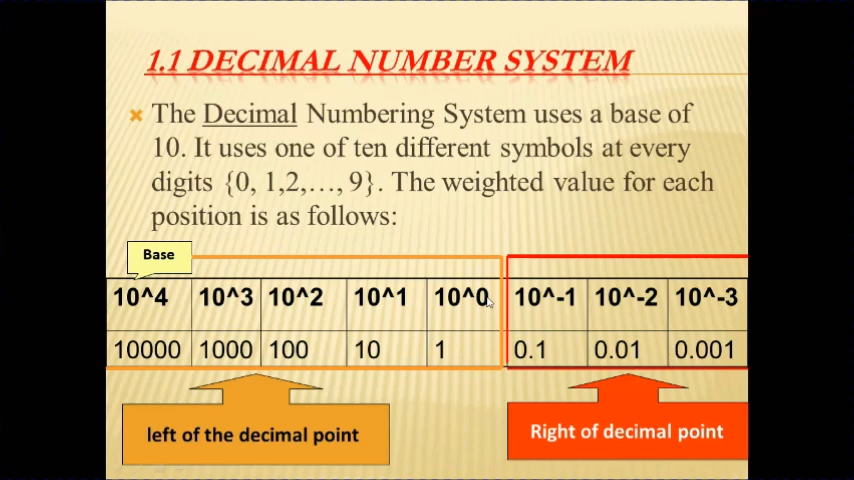 1.1 DECIMAL NUMBER SYSTEM
The Decimal Numbering System uses a base of
10. It uses one of ten different symbols at every
digits {0, 1,2,…, 9}. The weighted value for each
position is as follows:
Base
10^4 10^3 10^2 10^1 10^0 10^-1 10^-2 10^-3
10000 1000 100 10 1 0.1 0.01 0.001
left of the decimal point
Right of decimal point